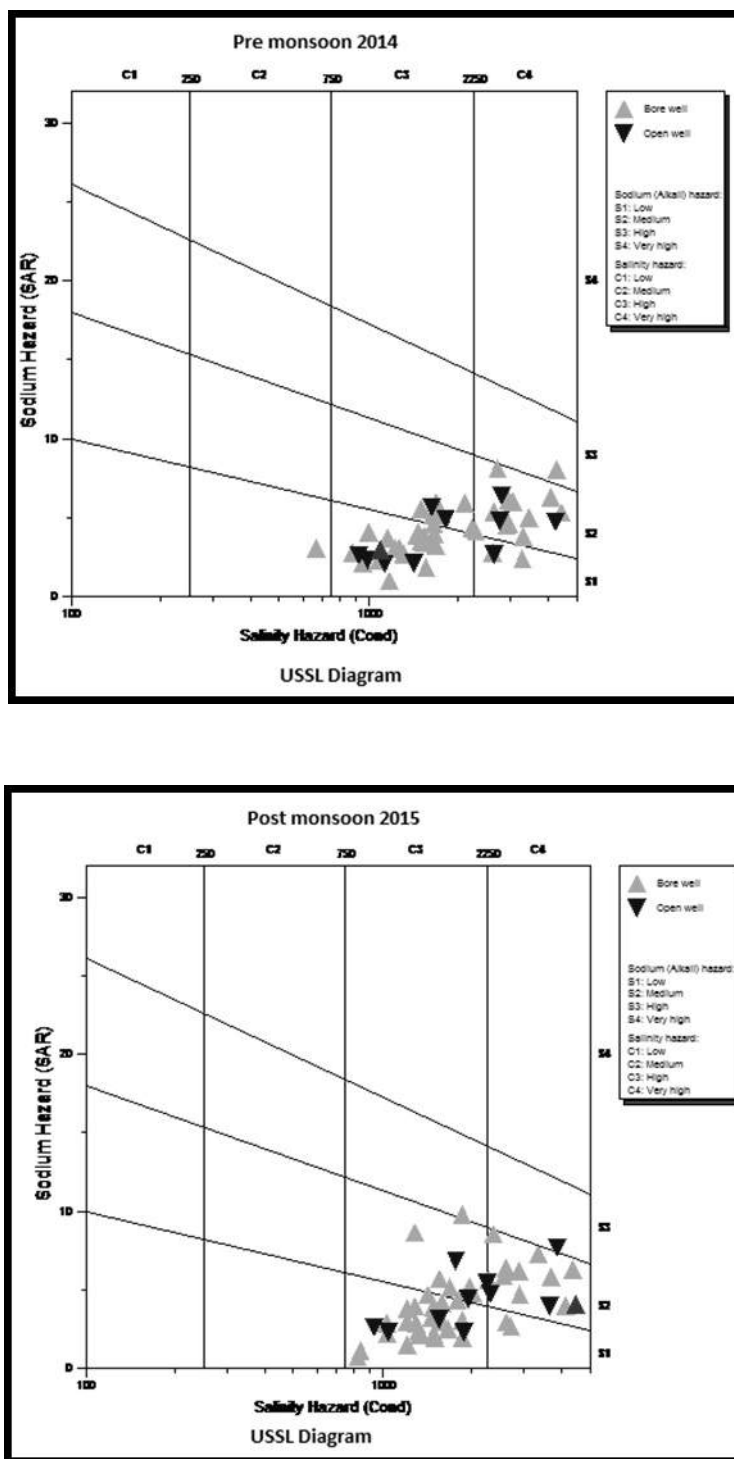 Pre monsoon 2014
C1 250 C2 750 C3 2250 C4
30
20
10
0
Sodium Hazard (SAR)
S4
S3
S2
S1
100 1000
Salinity Hazard (Cond)
USSL Diagram
Bore well
Open well
Sodium (Alkali) hazard:
S1: Low
S2: Medium
S3: High
S4: Very high
Salinity hazard:
C1: Low
C2: Medium
C3: High
C4: Very high
Post monsoon 2015
C1 250 C2 750 C3 2250 C4
30
20
10
0
Sodium Hazard (SAR)
S4
S3
S2
S1
100 1000
Salinity Hazard (Cond)
USSL Diagram
Bore well
Open well
Sodium (Alkali) hazard:
S1: Low
S2: Medium
S3: High
S4: Very high
Salinity hazard:
C1: Low
C2: Medium
C3: High
C4: Very high